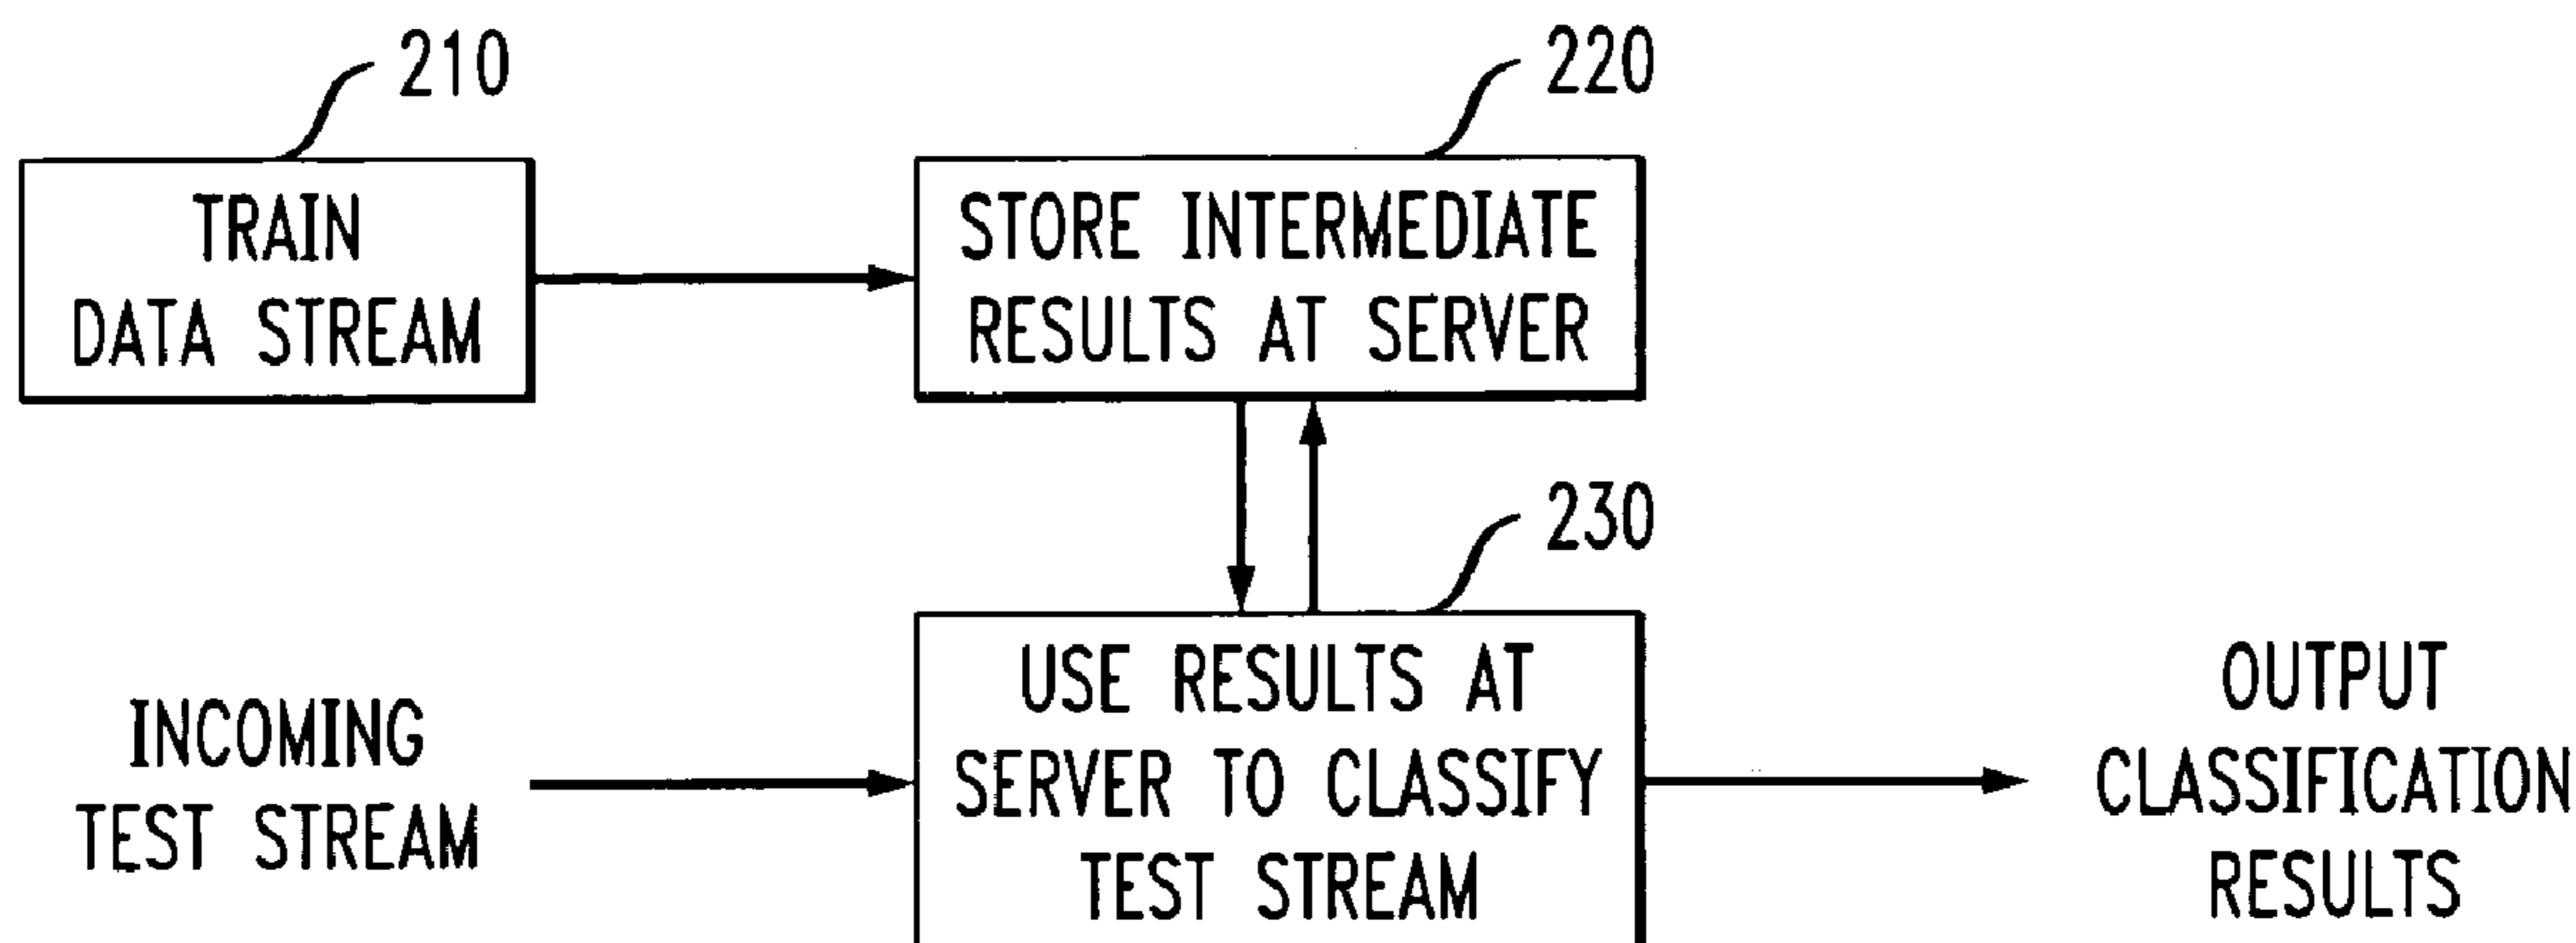 210
TRAIN
DATA STREAM
220
STORE INTERMEDIATE
RESULTS AT SERVER
INCOMING
TEST STREAM
230
USE RESULTS AT
SERVER TO CLASSIFY
TEST STREAM
OUTPUT
CLASSIFICATION
RESULTS